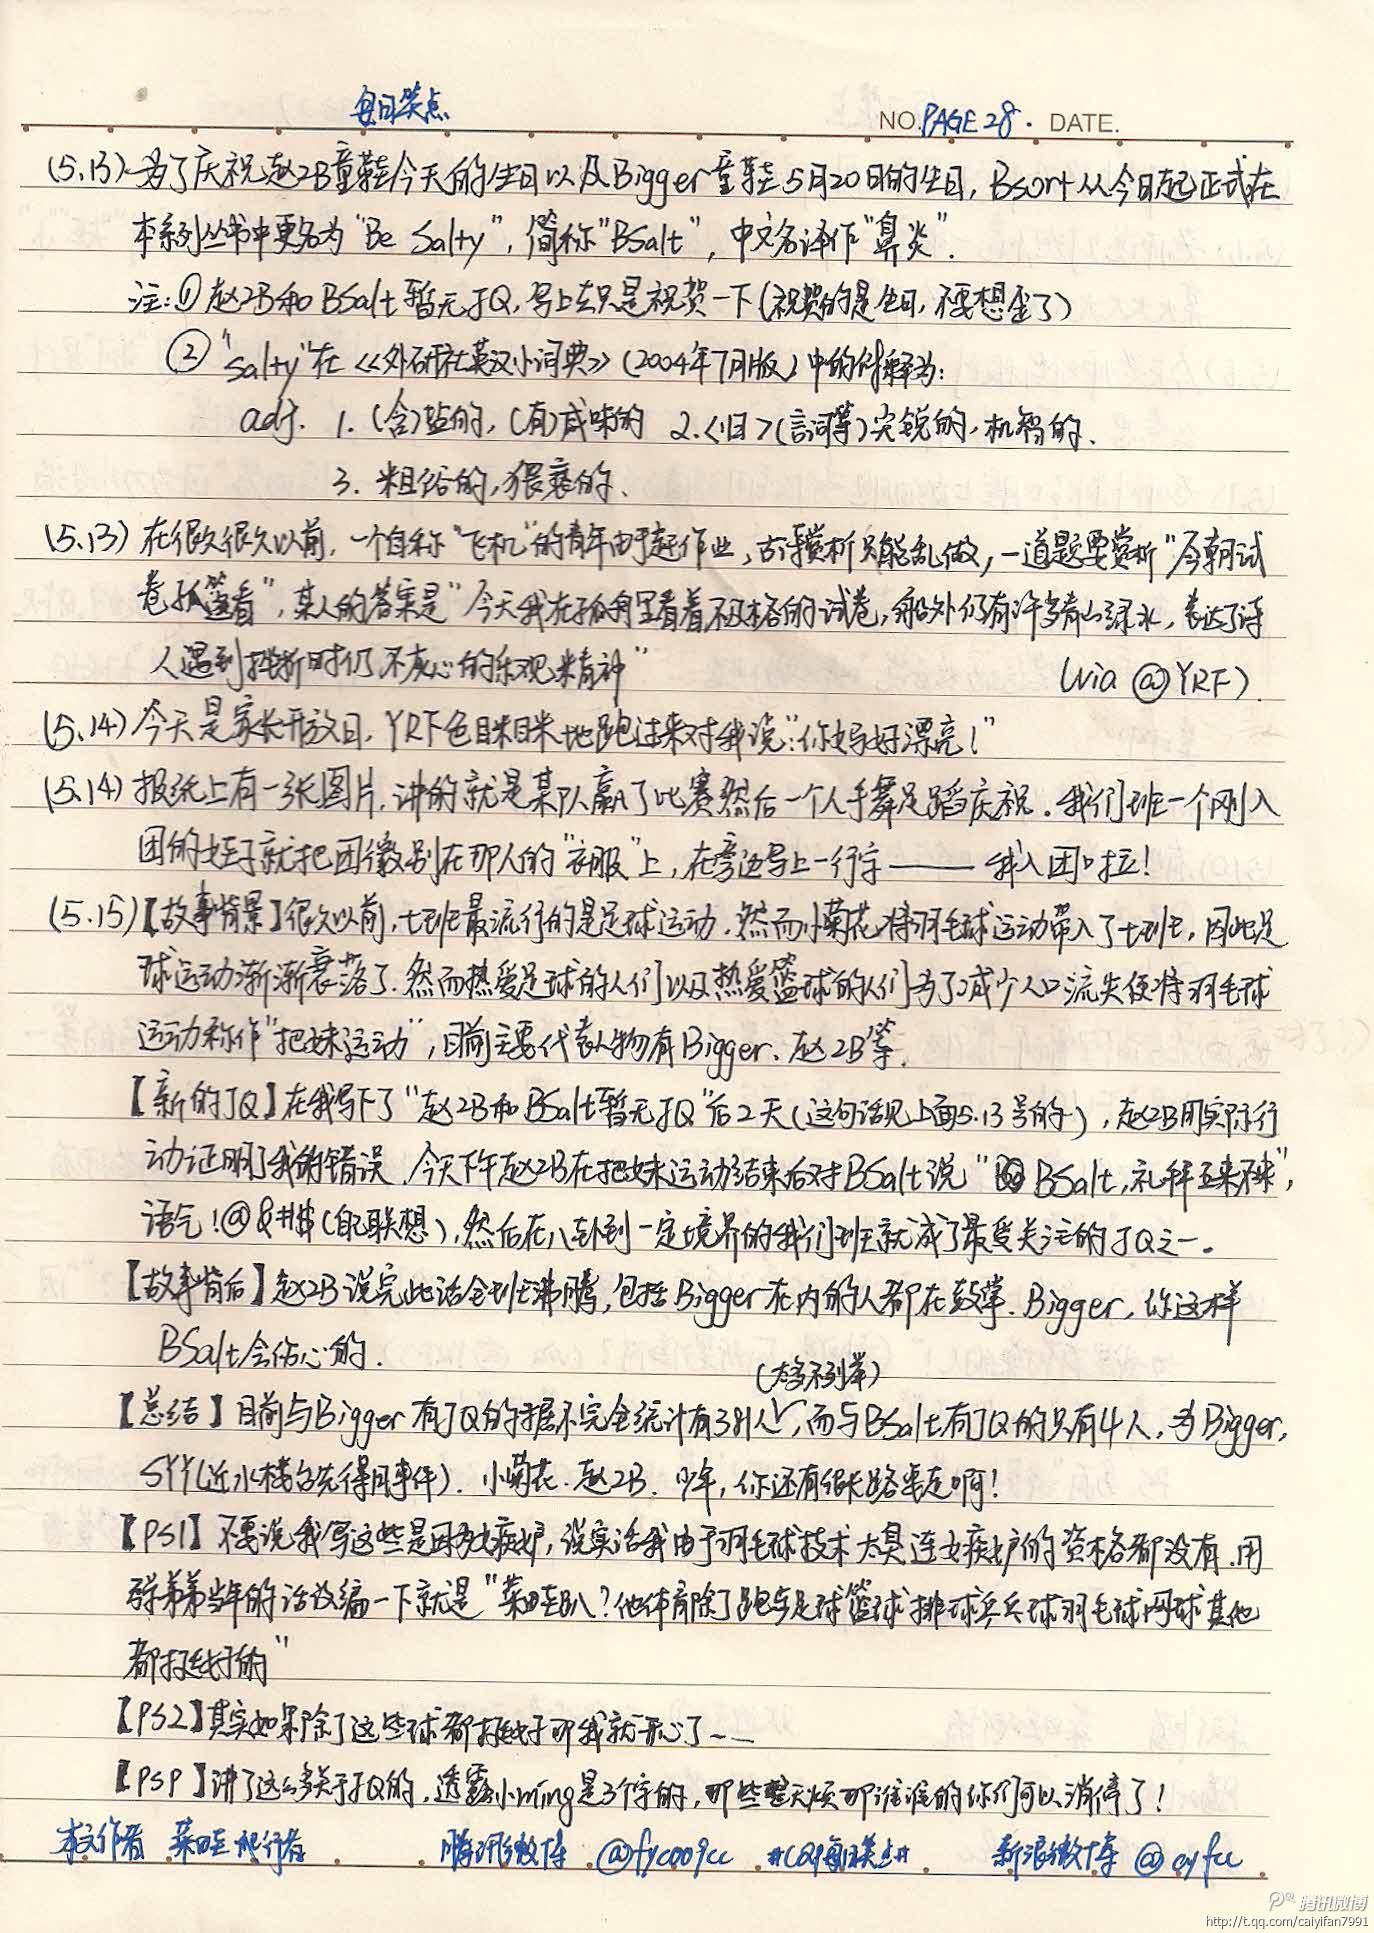 每日笑点
NO. PAGE 28. DATE.
(5.13) 为了庆祝赵2B童鞋今天的生日以及Bigger童鞋5月20日的生日, Bsort从今日起正式在
本系列丛书中更名为"Be Salty", 简称"BSalt", 中文名译作"鼻炎".
注: ① 赵2B和BSalt暂无JQ, 写上去只是祝贺一下(祝贺的是生日, 不要想歪了)
② "salty"在《外研社英汉小词典》(2004年7月版)中的解释为:
adj. 1. (含)盐的, (有)咸味的 2.<旧>(言词等)尖锐的, 机智的.
3. 粗俗的, 猥亵的.
(5.13) 在很久很久以前, 一个自称"飞机"的青年由于赶作业, 古诗赏析只能乱做, 一道题要赏析"今朝试
卷孤篷看", 某人的答案是"今天我在孤舟里看着不及格的试卷, 船外仍有许多青山绿水, 表达了诗
人遇到挫折时仍不灰心的乐观精神"
(via @YRF).
(5.14) 今天是家长开放日, YRF色眯眯地跑过来对我说:"你妈好漂亮!"
(5.14) 报纸上有一张图片, 讲的就是某队赢了比赛然后一个人手舞足蹈庆祝. 我们班一个刚入
团的娃子就把团徽别在那人的"衣服"上, 在旁边写上一行字——我入团啦!
(5.15)【故事背景】很久以前, 七班最流行的是足球运动. 然而小菊花将羽毛球运动带入了七班, 因此足
球运动渐渐衰落了. 然而热爱足球的人们以及热爱篮球的人们为了减少人口流失便将羽毛球
运动称作"把妹运动", 目前主要代表人物有Bigger、赵2B等.
【新的JQ】在我写下了"赵2B和BSalt暂无JQ"后2天(这句话见上面5.13号的), 赵2B用实际行
动证明了我的错误. 今天下午赵2B在把妹运动结束后对BSalt说"BSalt, 礼拜五来不来",
语气!@&#$(自己联想), 然后在八卦到一定境界的我们班就成了最受关注的JQ之一。
【故事背后】赵2B说完此话全班沸腾, 包括Bigger在内的人都在鼓掌. Bigger, 你这样
BSalt会伤心的.
(太多不列举)
【总结】目前与Bigger有JQ的据不完全统计有381人, 而与BSalt有JQ的只有4人, 为Bigger,
SYY(近水楼台先得月事件). 小菊花. 赵2B. 少年, 你还有很长路要走啊!
【PS1】不要说我写这些是因为嫉妒, 说实话我由于羽毛球技术太臭连嫉妒的资格都没有. 用
弟弟当年的话改编一下就是"菜畦趴?他体育除了跑步足球篮球排球乒乓球羽毛球网球其他
都挺好的"
【PS2】其实如果除了这些球都挺好那我就开心了~~
【PSP】讲了这么多关于JQ的, 透露小ming是3个字的, 那些整天烦那谁谁的你们可以消停了!
本文作者 菜畦爬行者 腾讯微博 @fyc009cc #CQP每日笑点# 新浪微博 @cyfcc
腾讯微博
http://t.qq.com/caiyifan7991